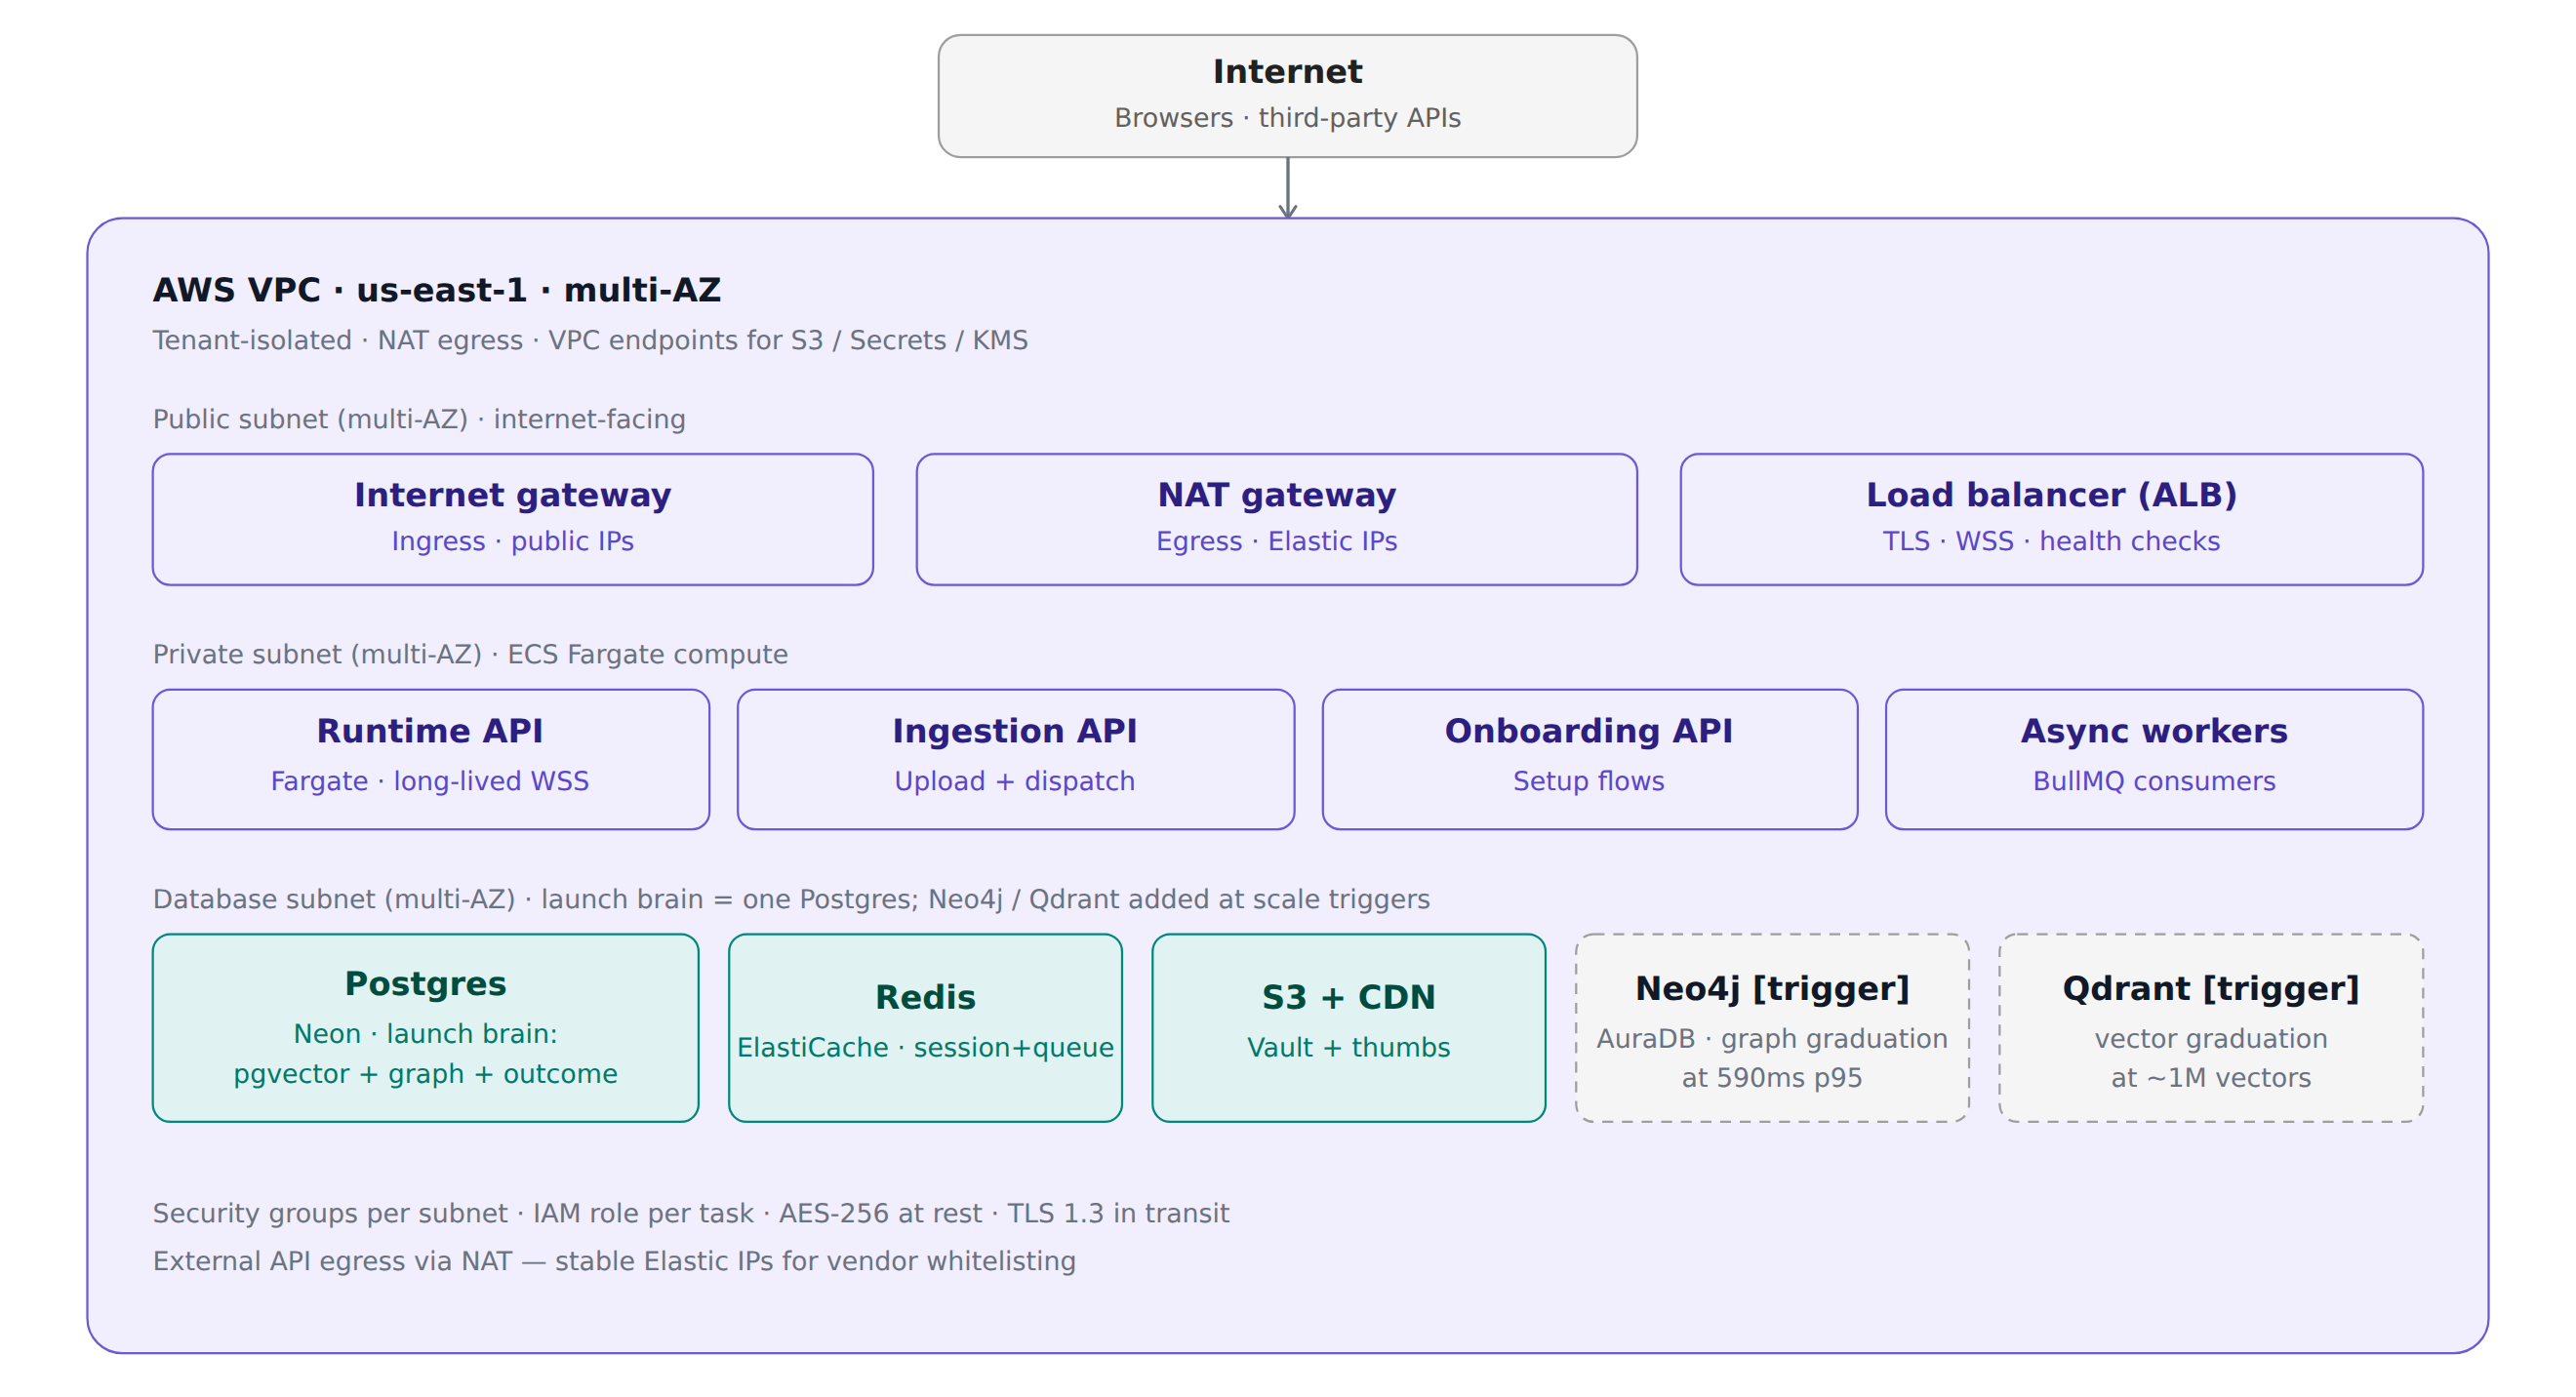 Internet
Browsers · third-party APIs
AWS VPC · us-east-1 · multi-AZ
Tenant-isolated · NAT egress · VPC endpoints for S3 / Secrets / KMS
Public subnet (multi-AZ) · internet-facing
Internet gateway
Ingress · public IPs
NAT gateway
Egress · Elastic IPs
Load balancer (ALB)
TLS · WSS · health checks
Private subnet (multi-AZ) · ECS Fargate compute
Runtime API
Fargate · long-lived WSS
Ingestion API
Upload + dispatch
Onboarding API
Setup flows
Async workers
BullMQ consumers
Database subnet (multi-AZ) · launch brain = one Postgres; Neo4j / Qdrant added at scale triggers
Postgres
Neon · launch brain:
pgvector + graph + outcome
Redis
ElastiCache · session+queue
S3 + CDN
Vault + thumbs
Neo4j [trigger]
AuraDB · graph graduation
at 590ms p95
Qdrant [trigger]
vector graduation
at ~1M vectors
Security groups per subnet · IAM role per task · AES-256 at rest · TLS 1.3 in transit
External API egress via NAT — stable Elastic IPs for vendor whitelisting